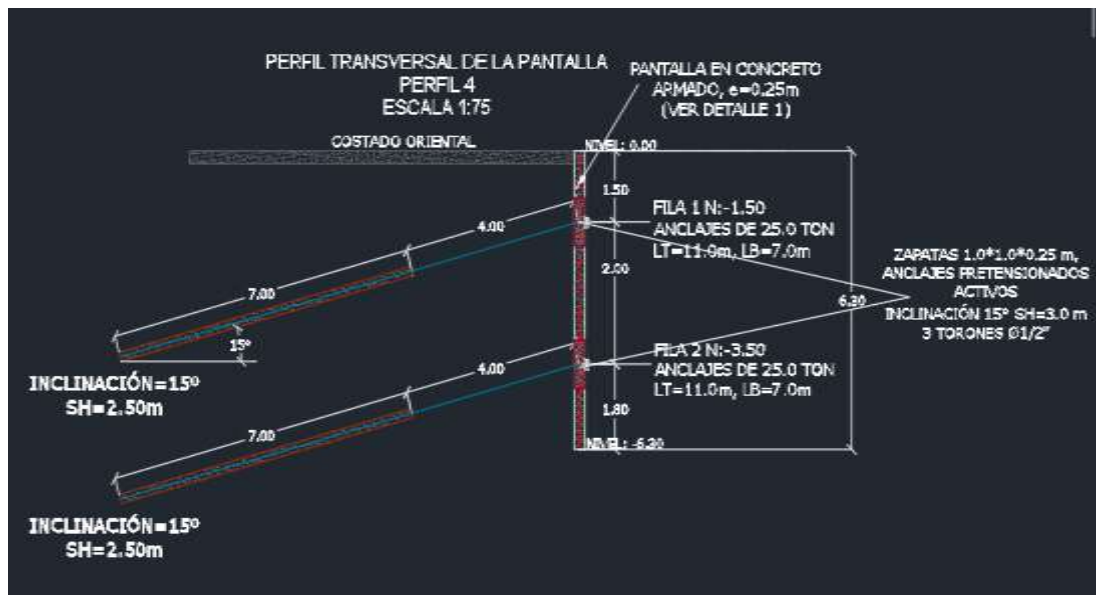 PERFIL TRANSVERSAL DE LA PANTALLA
PERFIL 4
ESCALA 1:75
PANTALLA EN CONCRETO
ARMADO, e=0.25m
(VER DETALLE 1)
COSTADO ORIENTAL
NIVEL: 0.00
1.50
4.00
FILA 1 N:-1.50
ANCLAJES DE 25.0 TON
LT=11.0m, LB=7.0m
7.00
2.00
ZAPATAS 1.0*1.0*0.25 m,
ANCLAJES PRETENSIONADOS
ACTIVOS
INCLINACIÓN 15º SH=3.0 m
3 TORONES Ø1/2"
6.30
15º
INCLINACIÓN=15º
SH=2.50m
4.00
FILA 2 N:-3.50
ANCLAJES DE 25.0 TON
LT=11.0m, LB=7.0m
7.00
1.80
NIVEL: -6.30
INCLINACIÓN=15º
SH=2.50m